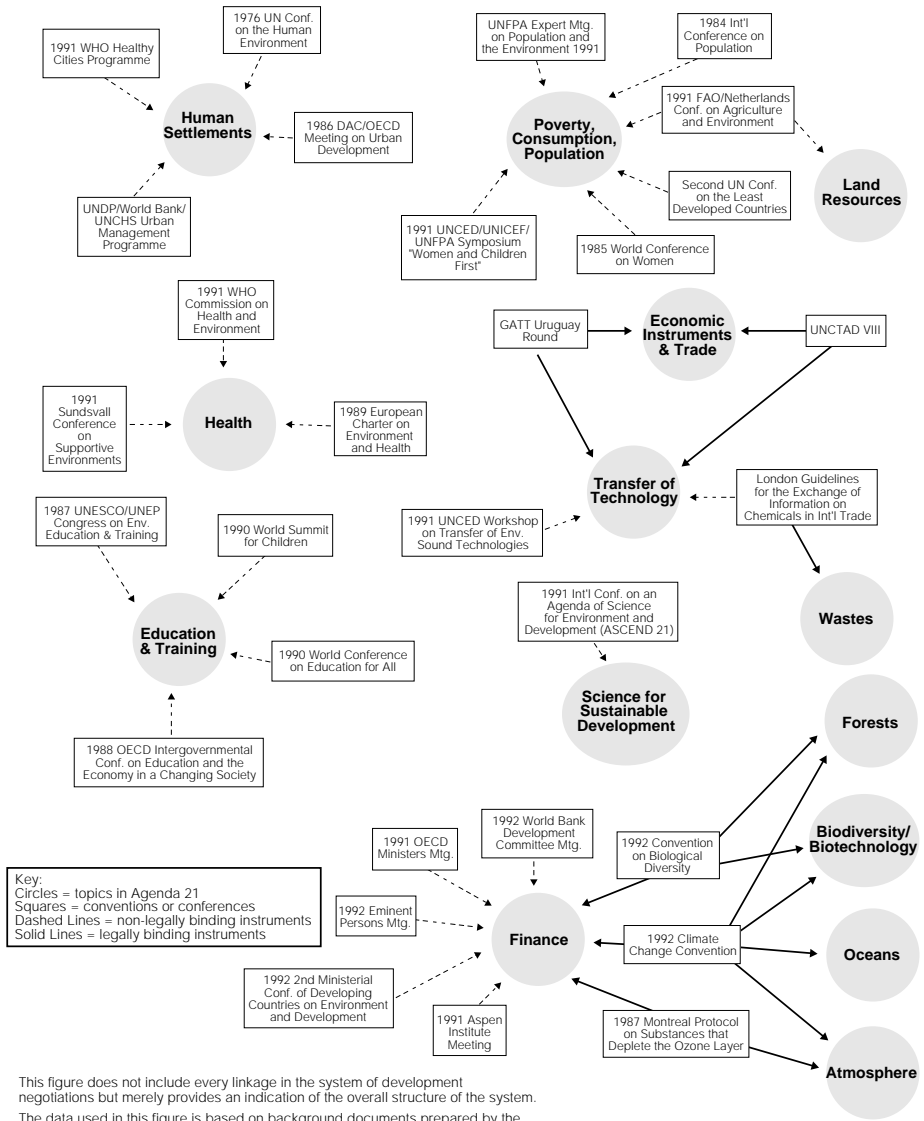 1976 UN Conf.
on the Human
Environment
1991 WHO Healthy
Cities Programme
Human
Settlements
1986 DAC/OECD
Meeting on Urban
Development
UNDP/World Bank/
UNCHS Urban
Management
Programme
UNFPA Expert Mtg.
on Population and
the Environment 1991
1984 Int'l
Conference on
Population
1991 FAO/Netherlands
Conf. on Agriculture
and Environment
Poverty,
Consumption,
Population
Land
Resources
Second UN Conf.
on the Least
Developed Countries
1991 UNCED/UNICEF/
UNFPA Symposium
"Women and Children
First"
1985 World Conference
on Women
1991 WHO
Commission on
Health and
Environment
1991
Sundsvall
Conference
on
Supportive
Environments
Health
1989 European
Charter on
Environment
and Health
GATT Uruguay
Round
Economic
Instruments
& Trade
UNCTAD VIII
Transfer of
Technology
London Guidelines
for the Exchange of
Information on
Chemicals in Int'l Trade
1991 UNCED Workshop
on Transfer of Env.
Sound Technologies
Wastes
1987 UNESCO/UNEP
Congress on Env.
Education & Training
1990 World Summit
for Children
Education
& Training
1990 World Conference
on Education for All
1988 OECD Intergovernmental
Conf. on Education and the
Economy in a Changing Society
1991 Int'l Conf. on an
Agenda of Science
for Environment and
Development (ASCEND 21)
Science for
Sustainable
Development
Forests
Biodiversity/
Biotechnology
Oceans
Atmosphere
1992 World Bank
Development
Committee Mtg.
1991 OECD
Ministers Mtg.
1992 Convention
on Biological
Diversity
1992 Eminent
Persons Mtg.
Finance
1992 Climate
Change Convention
1992 2nd Ministerial
Conf. of Developing
Countries on Environment
and Development
1991 Aspen
Institute
Meeting
1987 Montreal Protocol
on Substances that
Deplete the Ozone Layer
Key:
Circles = topics in Agenda 21
Squares = conventions or conferences
Dashed Lines = non-legally binding instruments
Solid Lines = legally binding instruments
This figure does not include every linkage in the system of development
negotiations but merely provides an indication of the overall structure of the system.
The data used in this figure is based on background documents prepared by the